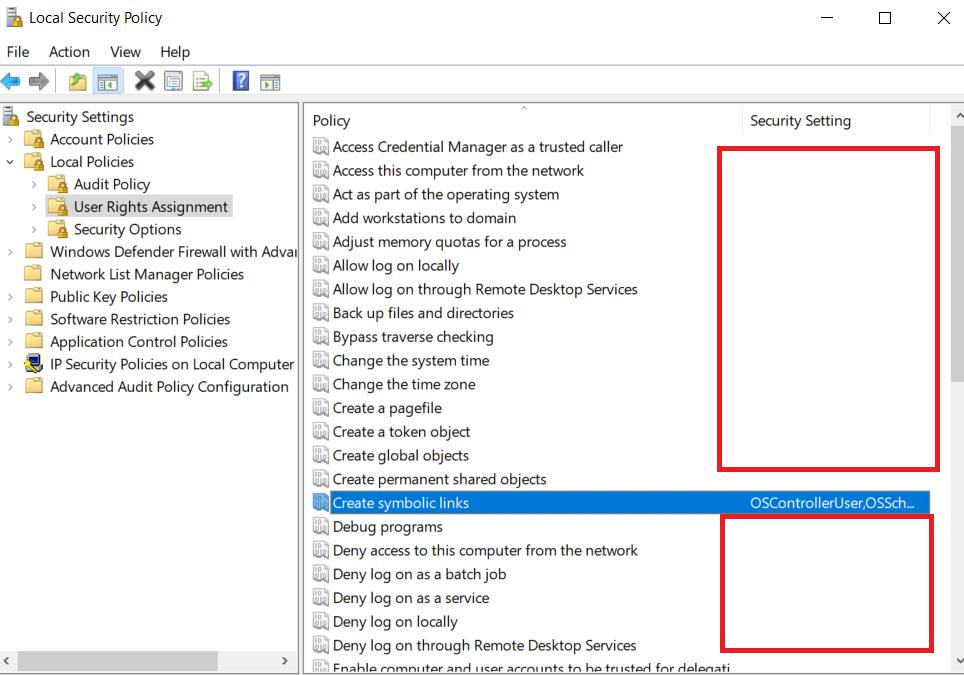 Local Security Policy
File Action View Help
Security Settings
Account Policies
Local Policies
Audit Policy
User Rights Assignment
Security Options
Windows Defender Firewall with Adva
Network List Manager Policies
Public Key Policies
Software Restriction Policies
Application Control Policies
IP Security Policies on Local Computer
Advanced Audit Policy Configuration
Policy Security Setting
Access Credential Manager as a trusted caller
Access this computer from the network
Act as part of the operating system
Add workstations to domain
Adjust memory quotas for a process
Allow log on locally
Allow log on through Remote Desktop Services
Back up files and directories
Bypass traverse checking
Change the system time
Change the time zone
Create a pagefile
Create a token object
Create global objects
Create permanent shared objects
Create symbolic links OSControllerUser,OSSch...
Debug programs
Deny access to this computer from the network
Deny log on as a batch job
Deny log on as a service
Deny log on locally
Deny log on through Remote Desktop Services
Enable computer and user accounts to be trusted for delegati